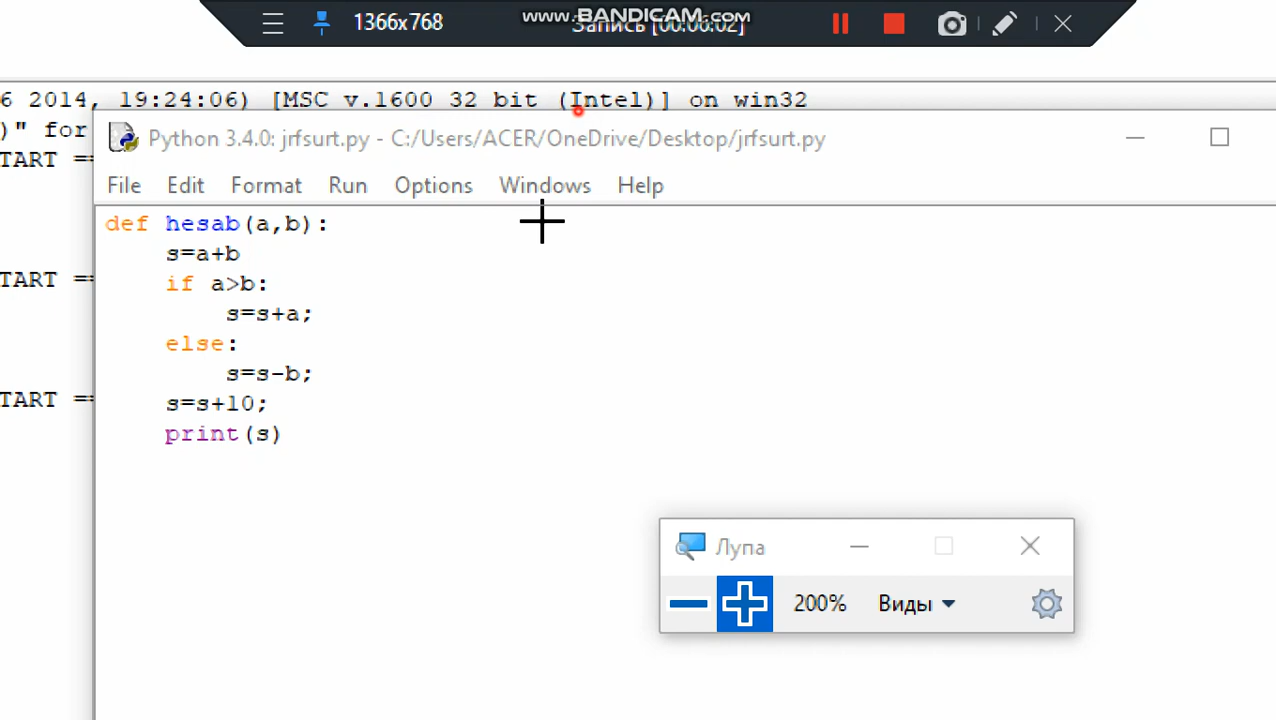 1366x768
www.BANDICAM.com
Запись [00:00:02]
6 2014, 19:24:06) [MSC v.1600 32 bit (Intel)] on win32
)" for
TART ==
TART ==
TART ==
Python 3.4.0: jrfsurt.py - C:/Users/ACER/OneDrive/Desktop/jrfsurt.py
File Edit Format Run Options Windows Help
def hesab(a,b):
s=a+b
if a>b:
s=s+a;
else:
s=s-b;
s=s+10;
print(s)
Лупа
200% Виды